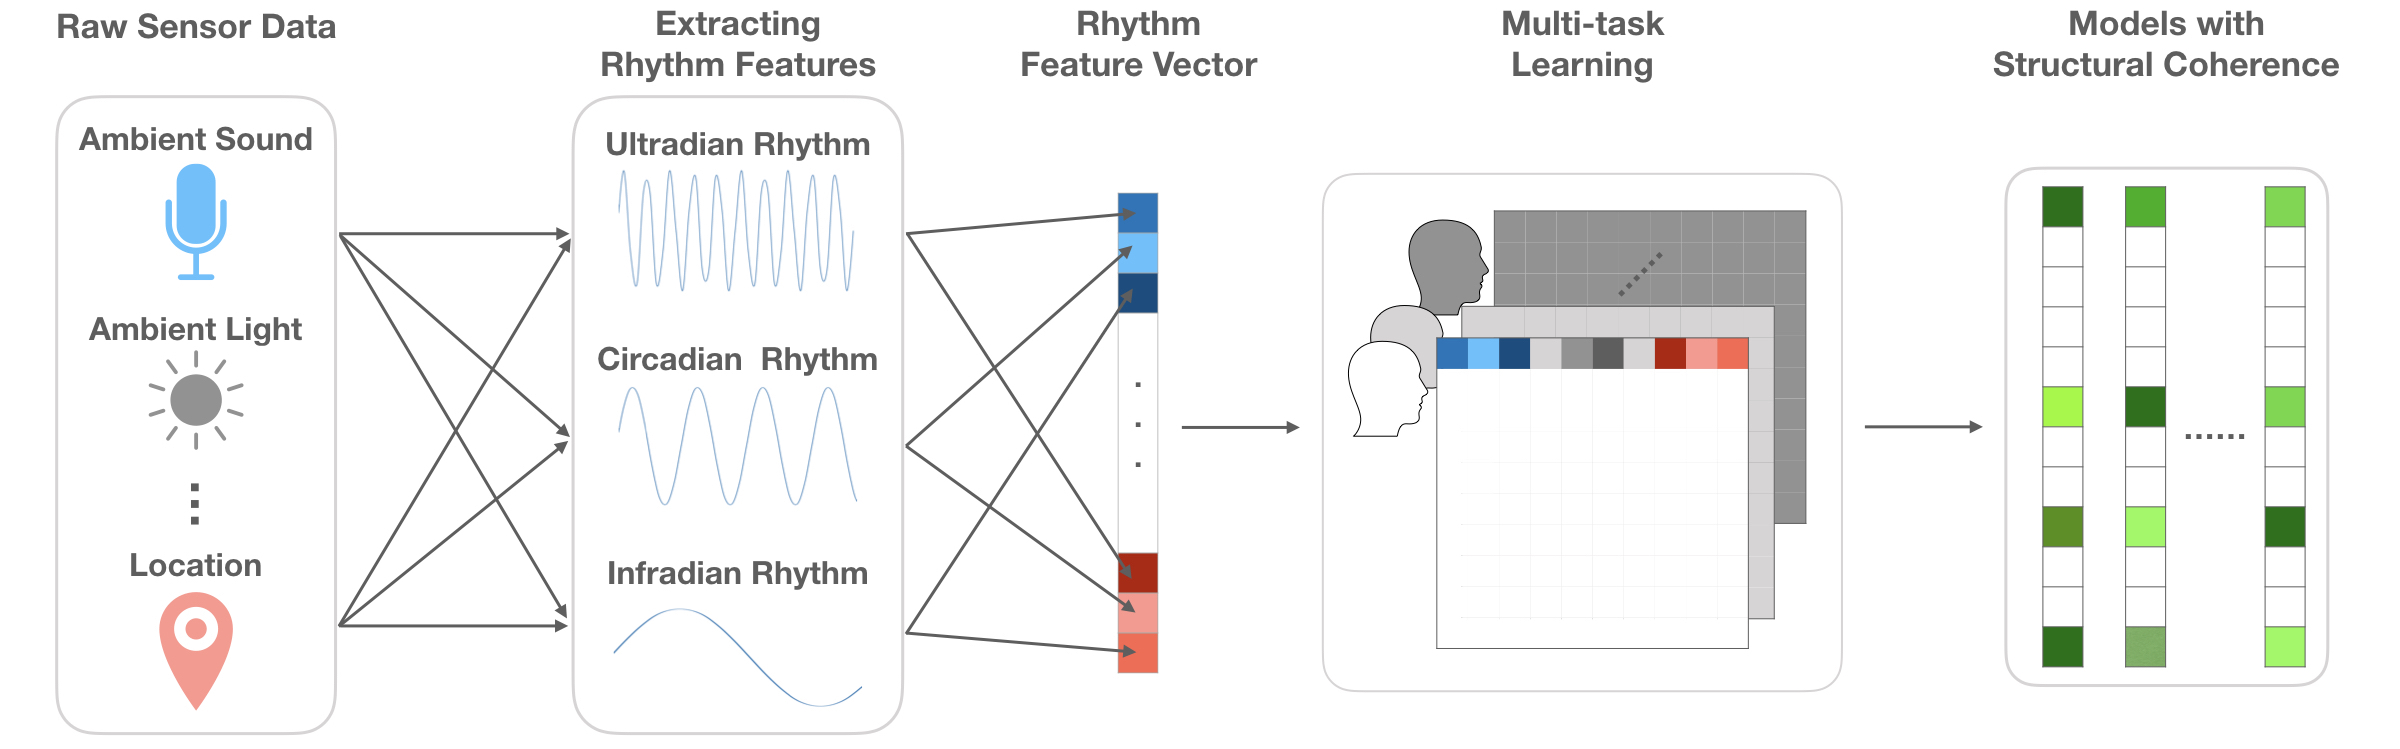 Raw Sensor Data
Extracting
Rhythm Features
Rhythm
Feature Vector
Multi-task
Learning
Models with
Structural Coherence
Ambient Sound
Ambient Light
Location
Ultradian Rhythm
Circadian Rhythm
Infradian Rhythm